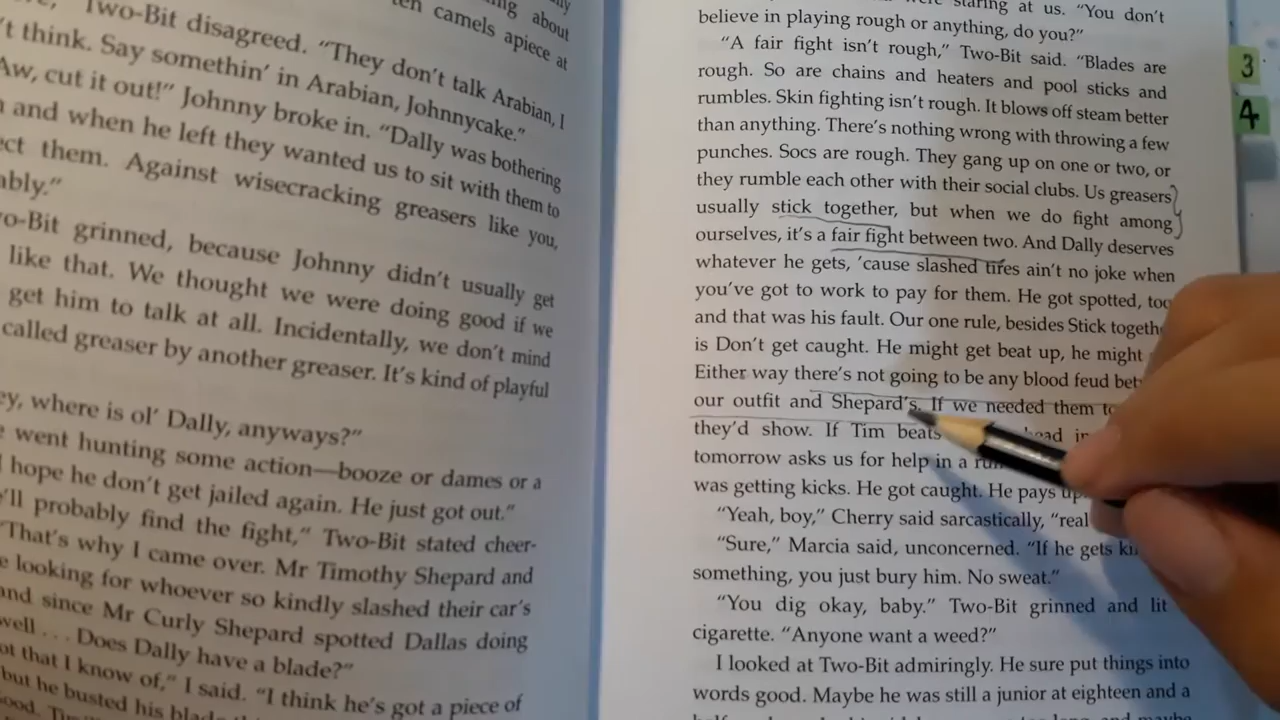 ing about
ten camels apiece at
Two-Bit disagreed. "They don't talk Arabian, I
't think. Say somethin' in Arabian, Johnnycake."
Aw, cut it out!" Johnny broke in. "Dally was bothering
and when he left they wanted us to sit with them to
ect them. Against wisecracking greasers like you,
ably."
o-Bit grinned, because Johnny didn't usually get
like that. We thought we were doing good if we
get him to talk at all. Incidentally, we don't mind
called greaser by another greaser. It's kind of playful
ey, where is ol' Dally, anyways?"
went hunting some action—booze or dames or a
I hope he don't get jailed again. He just got out."
'll probably find the fight," Two-Bit stated cheer-
"That's why I came over. Mr Timothy Shepard and
looking for whoever so kindly slashed their car's
and since Mr Curly Shepard spotted Dallas doing
well . . . Does Dally have a blade?"
ot that I know of," I said. "I think he's got a piece of
but he busted his blade
staring at us. "You don't
believe in playing rough or anything, do you?"
"A fair fight isn't rough," Two-Bit said. "Blades are
rough. So are chains and heaters and pool sticks and
rumbles. Skin fighting isn't rough. It blows off steam better
than anything. There's nothing wrong with throwing a few
punches. Socs are rough. They gang up on one or two, or
they rumble each other with their social clubs. Us greasers
usually stick together, but when we do fight among
ourselves, it's a fair fight between two. And Dally deserves
whatever he gets, 'cause slashed tires ain't no joke when
you've got to work to pay for them. He got spotted, too
and that was his fault. Our one rule, besides Stick togeth
is Don't get caught. He might get beat up, he might
Either way there's not going to be any blood feud bet
our outfit and Shepard's. If we needed them to
they'd show. If Tim beats head in
tomorrow asks us for help in a
was getting kicks. He got caught. He pays up.
"Yeah, boy," Cherry said sarcastically, "real
"Sure," Marcia said, unconcerned. "If he gets ki
something, you just bury him. No sweat."
"You dig okay, baby." Two-Bit grinned and lit
cigarette. "Anyone want a weed?"
I looked at Two-Bit admiringly. He sure put things into
words good. Maybe he was still a junior at eighteen and a
3
4